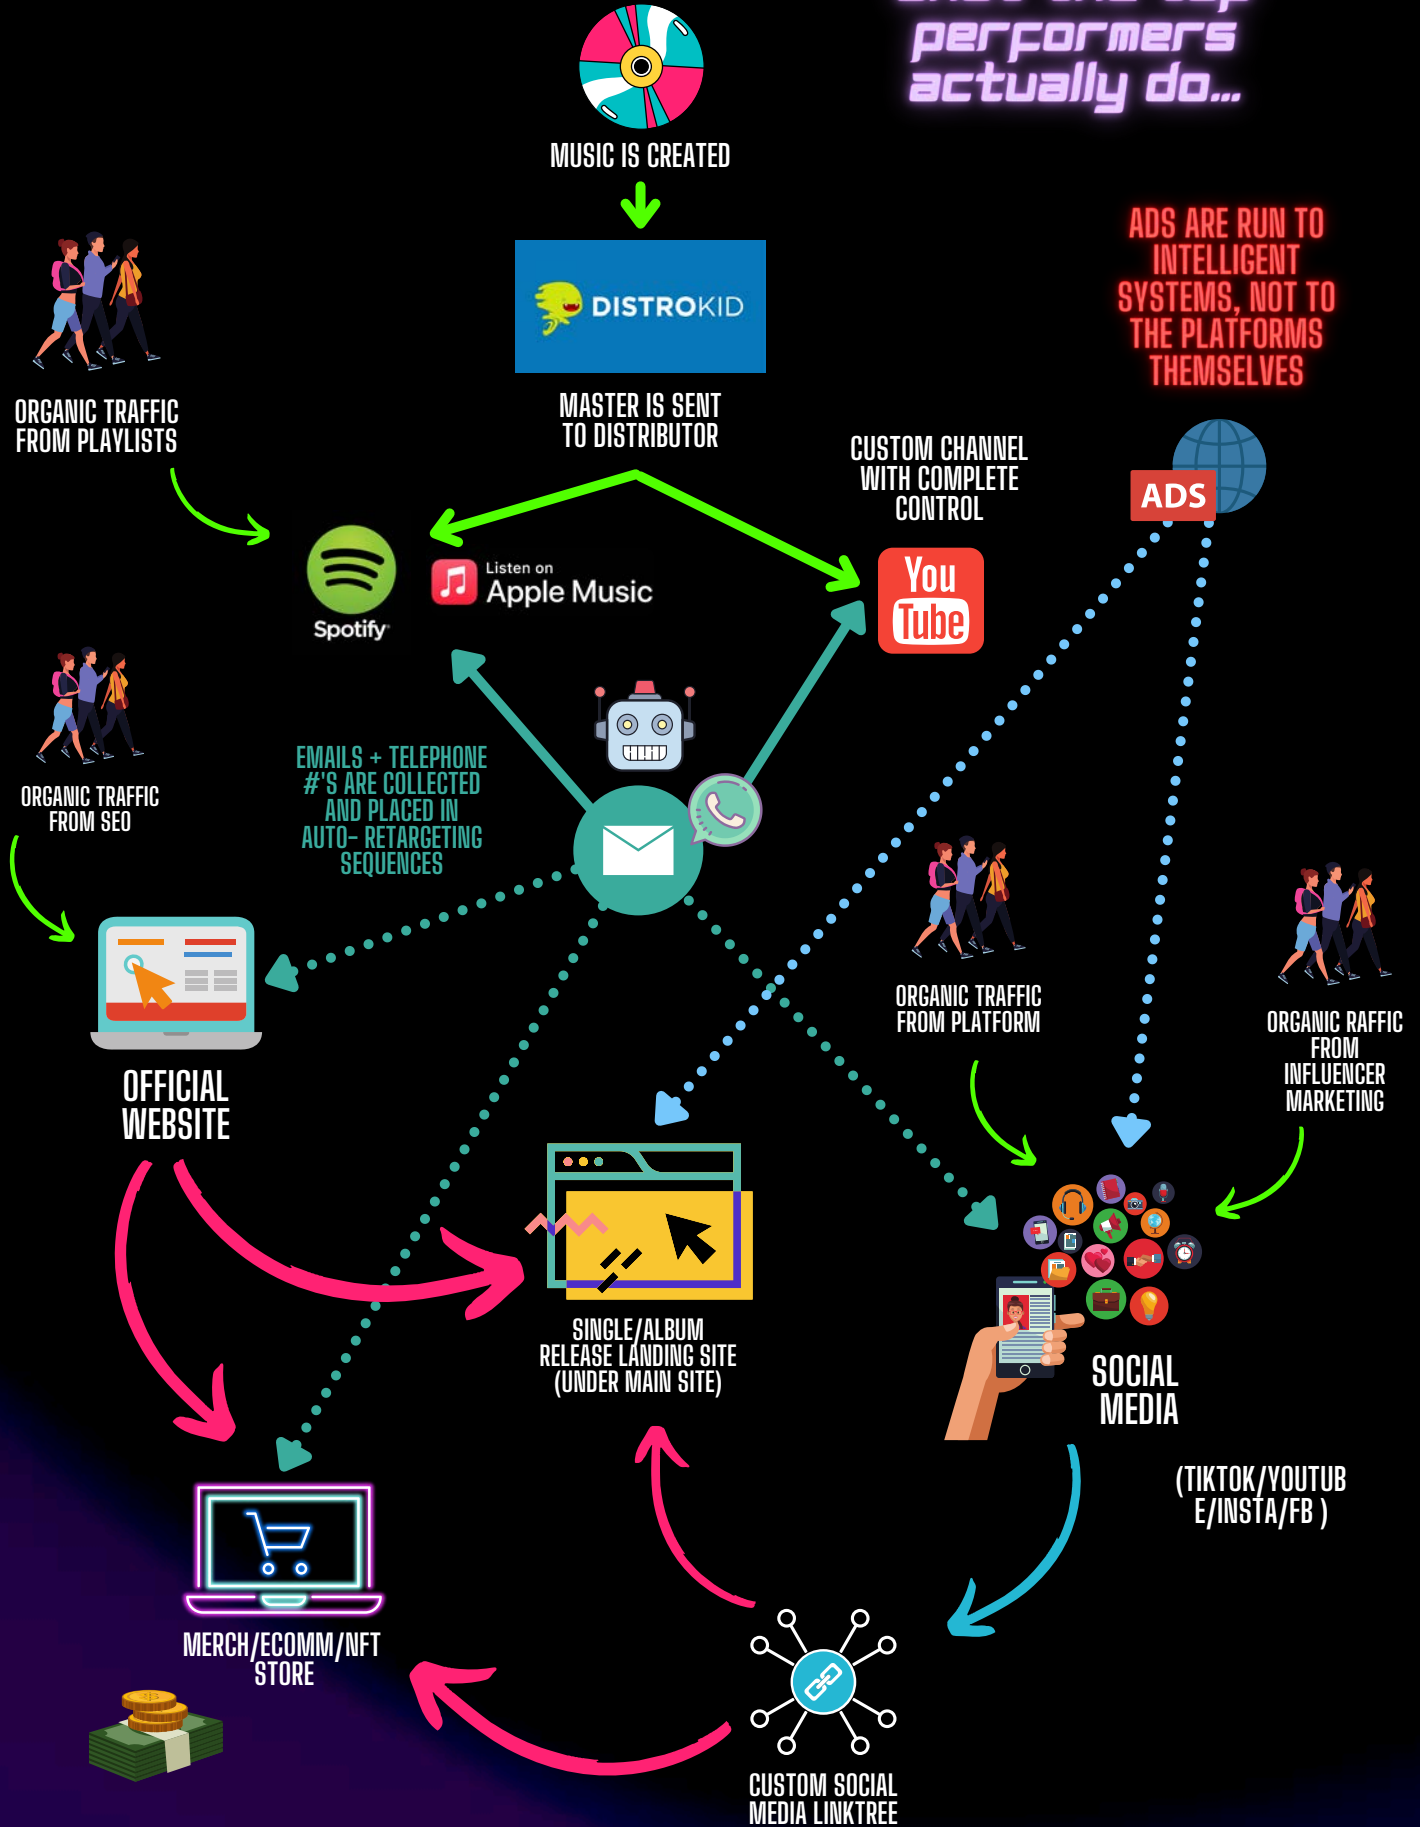 performers
actually do...
MUSIC IS CREATED
ADS ARE RUN TO
INTELLIGENT
SYSTEMS, NOT TO
THE PLATFORMS
THEMSELVES
DISTROKID
ORGANIC TRAFFIC
FROM PLAYLISTS
MASTER IS SENT
TO DISTRIBUTOR
CUSTOM CHANNEL
WITH COMPLETE
CONTROL
ADS
Spotify
Listen on
Apple Music
You
Tube
EMAILS + TELEPHONE
#'S ARE COLLECTED
AND PLACED IN
AUTO- RETARGETING
SEQUENCES
ORGANIC TRAFFIC
FROM SEO
ORGANIC TRAFFIC
FROM PLATFORM
ORGANIC RAFFIC
FROM
INFLUENCER
MARKETING
OFFICIAL
WEBSITE
SINGLE/ALBUM
RELEASE LANDING SITE
(UNDER MAIN SITE)
SOCIAL
MEDIA
(TIKTOK/YOUTUB
E/INSTA/FB )
MERCH/ECOMM/NFT
STORE
CUSTOM SOCIAL
MEDIA LINKTREE